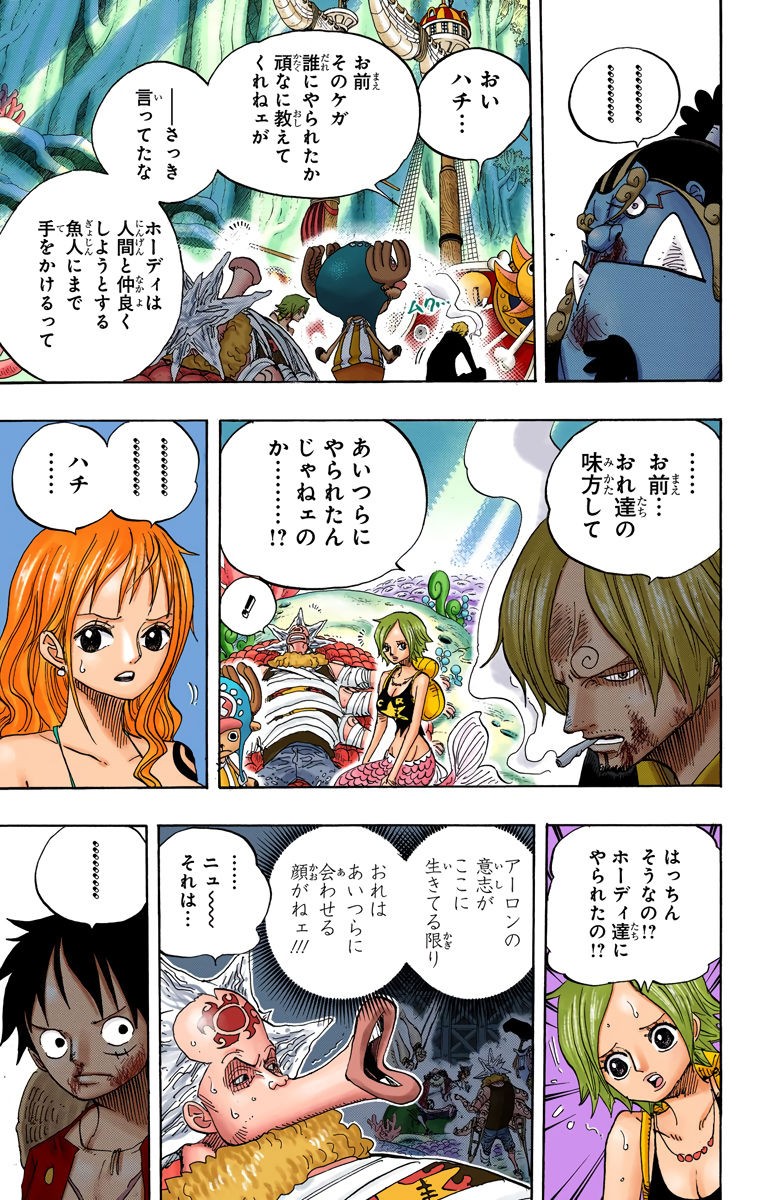 …………………
おい
ハチ…
お前
そのケガ
誰にやられたか
頑なに教えて
くれねェが
──さっき
言ってたな
ホーディは
人間と仲良く
しようとする
魚人にまで
手をかけるって
ムク…
……
お前…
おれ達の
味方して
あいつらに
やられたん
じゃねェの
か………!?
!
…………………
ハチ
……
はっちん
そうなの!?
ホーディ達に
やられたの!?
アーロンの
意志が
ここに
生きてる限り
おれは
あいつらに
会わせる
顔がねェ!!!
……
ニュ〜〜〜
それは…
…………………